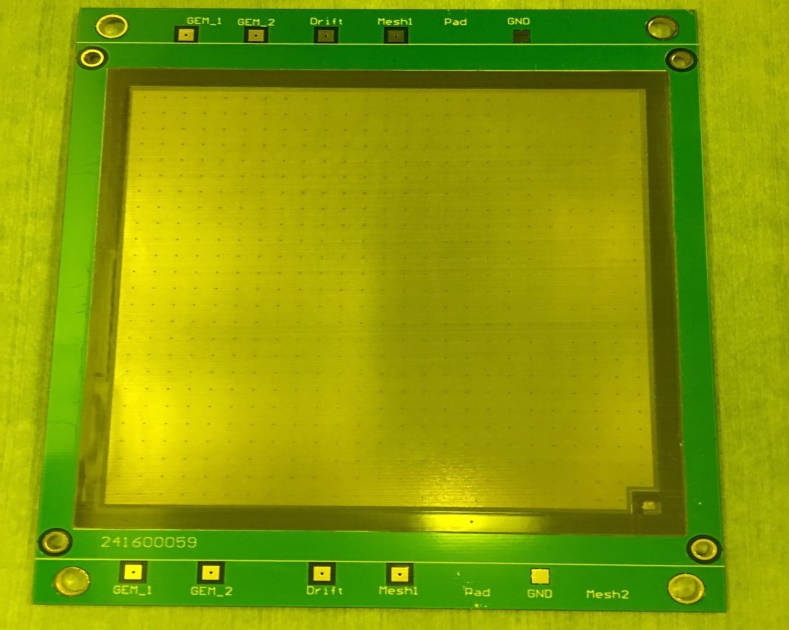 GEM_1 GEM_2 Drift Mesh1 Pad GND
241600059
GEM_1 GEM_2 Drift Mesh1 Pad GND Mesh2